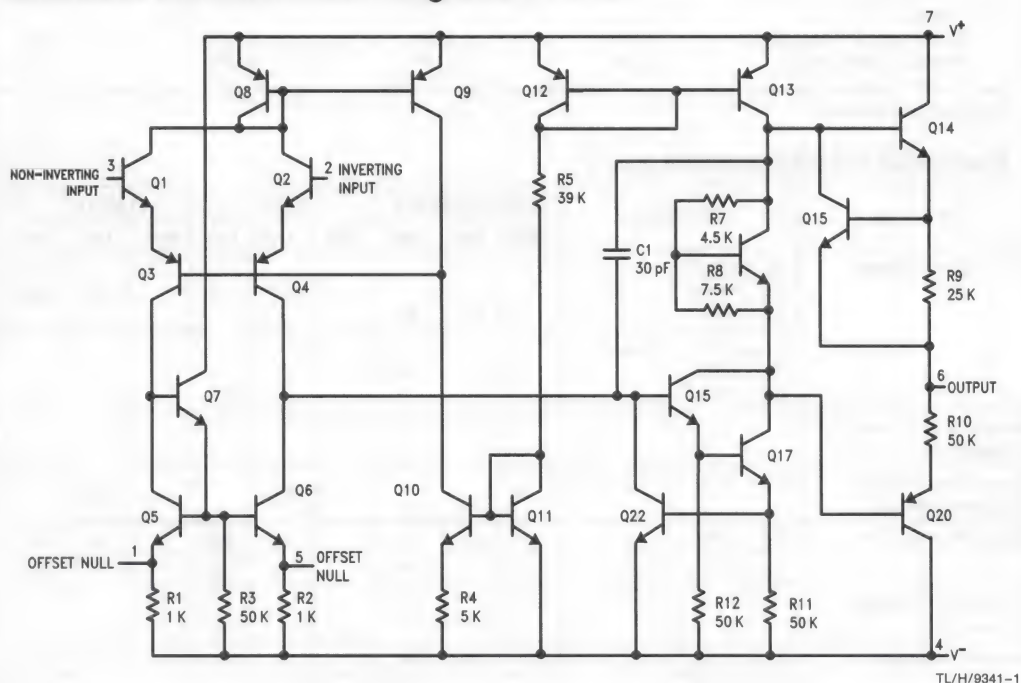 7
V+
Q8
Q9
Q12
Q13
Q14
3
NON-INVERTING
INPUT
Q1
Q2
2 INVERTING
INPUT
R5
39 K
R7
4.5 K
Q15
C1
30 pF
R8
7.5 K
Q3
Q4
R9
25 K
6
OUTPUT
Q7
Q15
R10
50 K
Q17
Q6
Q10
Q5
Q11
Q22
Q20
1
OFFSET NULL
5 OFFSET
NULL
R1
1 K
R3
50 K
R2
1 K
R4
5 K
R12
50 K
R11
50 K
4
V-
TL/H/9341-1